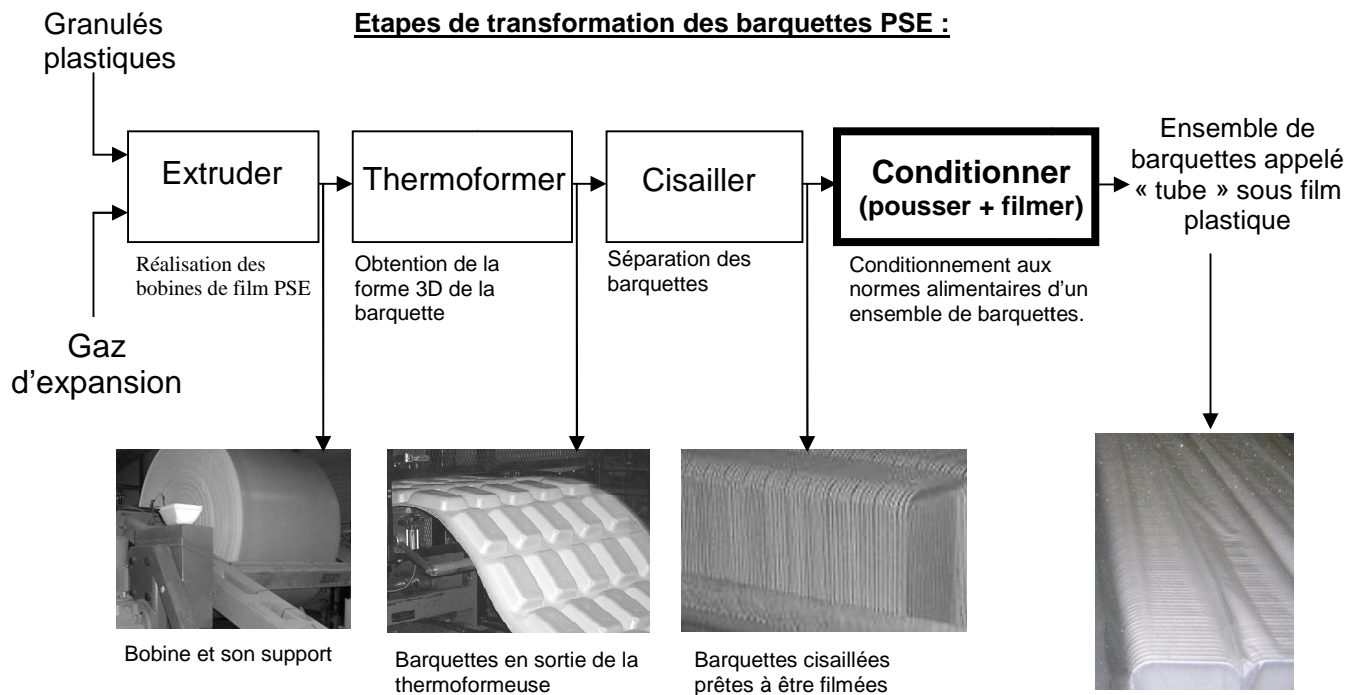 Etapes de transformation des barquettes PSE :
Granulés
plastiques
Gaz
d’expansion
Extruder
Réalisation des
bobines de film PSE
Thermoformer
Obtention de la
forme 3D de la
barquette
Cisailler
Séparation des
barquettes
Conditionner
(pousser + filmer)
Conditionnement aux
normes alimentaires d’un
ensemble de barquettes.
Ensemble de
barquettes appelé
« tube » sous film
plastique
Bobine et son support
Barquettes en sortie de la
thermoformeuse
Barquettes cisaillées
prêtes à être filmées